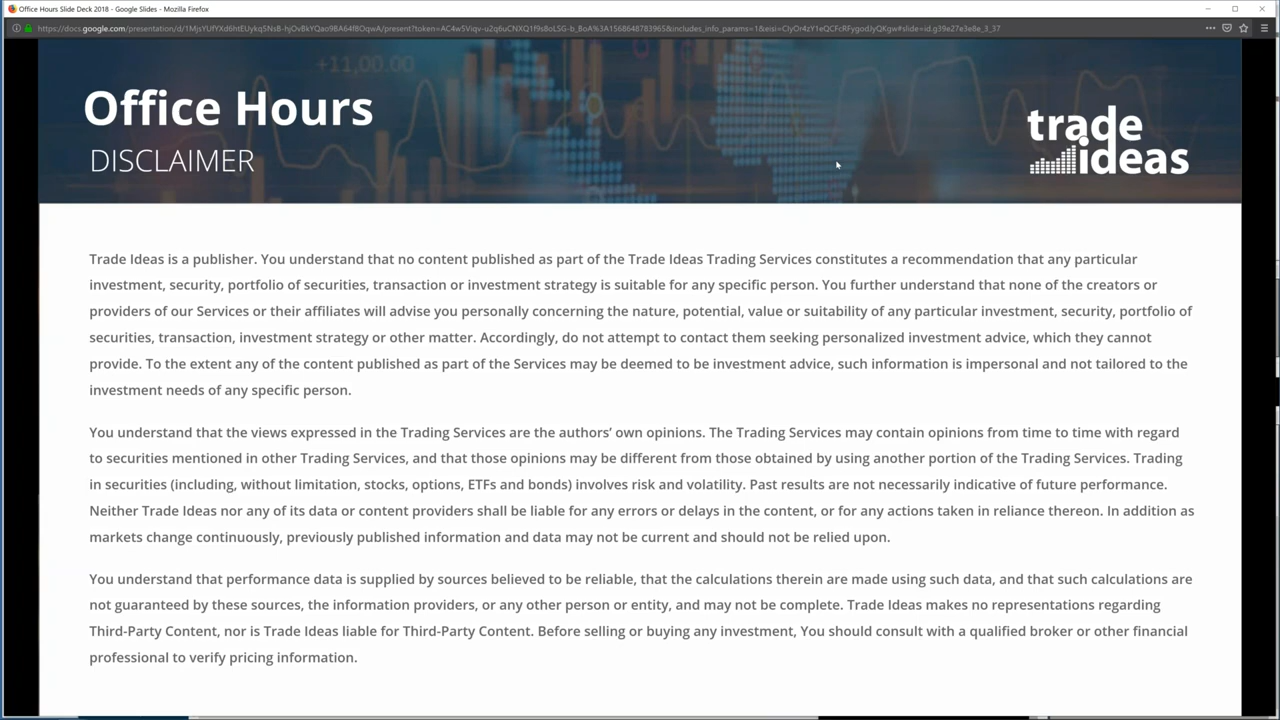 Office Hours Slide Deck 2018 - Google Slides - Mozilla Firefox
+11,00.00
Office Hours
DISCLAIMER
trade
ideas
Trade Ideas is a publisher. You understand that no content published as part of the Trade Ideas Trading Services constitutes a recommendation that any particular
investment, security, portfolio of securities, transaction or investment strategy is suitable for any specific person. You further understand that none of the creators or
providers of our Services or their affiliates will advise you personally concerning the nature, potential, value or suitability of any particular investment, security, portfolio of
securities, transaction, investment strategy or other matter. Accordingly, do not attempt to contact them seeking personalized investment advice, which they cannot
provide. To the extent any of the content published as part of the Services may be deemed to be investment advice, such information is impersonal and not tailored to the
investment needs of any specific person.
You understand that the views expressed in the Trading Services are the authors’ own opinions. The Trading Services may contain opinions from time to time with regard
to securities mentioned in other Trading Services, and that those opinions may be different from those obtained by using another portion of the Trading Services. Trading
in securities (including, without limitation, stocks, options, ETFs and bonds) involves risk and volatility. Past results are not necessarily indicative of future performance.
Neither Trade Ideas nor any of its data or content providers shall be liable for any errors or delays in the content, or for any actions taken in reliance thereon. In addition as
markets change continuously, previously published information and data may not be current and should not be relied upon.
You understand that performance data is supplied by sources believed to be reliable, that the calculations therein are made using such data, and that such calculations are
not guaranteed by these sources, the information providers, or any other person or entity, and may not be complete. Trade Ideas makes no representations regarding
Third-Party Content, nor is Trade Ideas liable for Third-Party Content. Before selling or buying any investment, You should consult with a qualified broker or other financial
professional to verify pricing information.